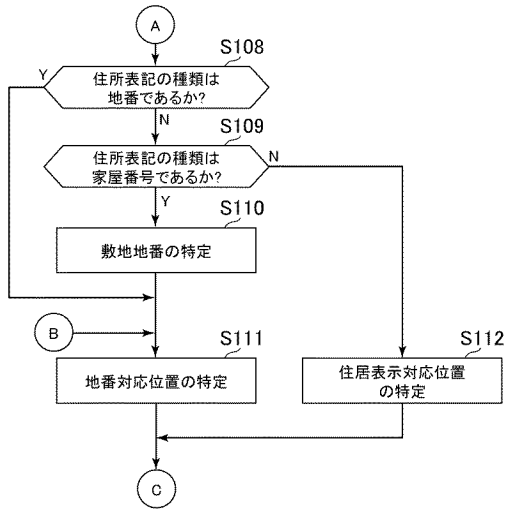 A
S108
Y
住所表記の種類は
地番であるか?
N
S109
住所表記の種類は
家屋番号であるか?
N
Y
S110
敷地地番の特定
B
S111
地番対応位置の特定
S112
住居表示対応位置
の特定
C